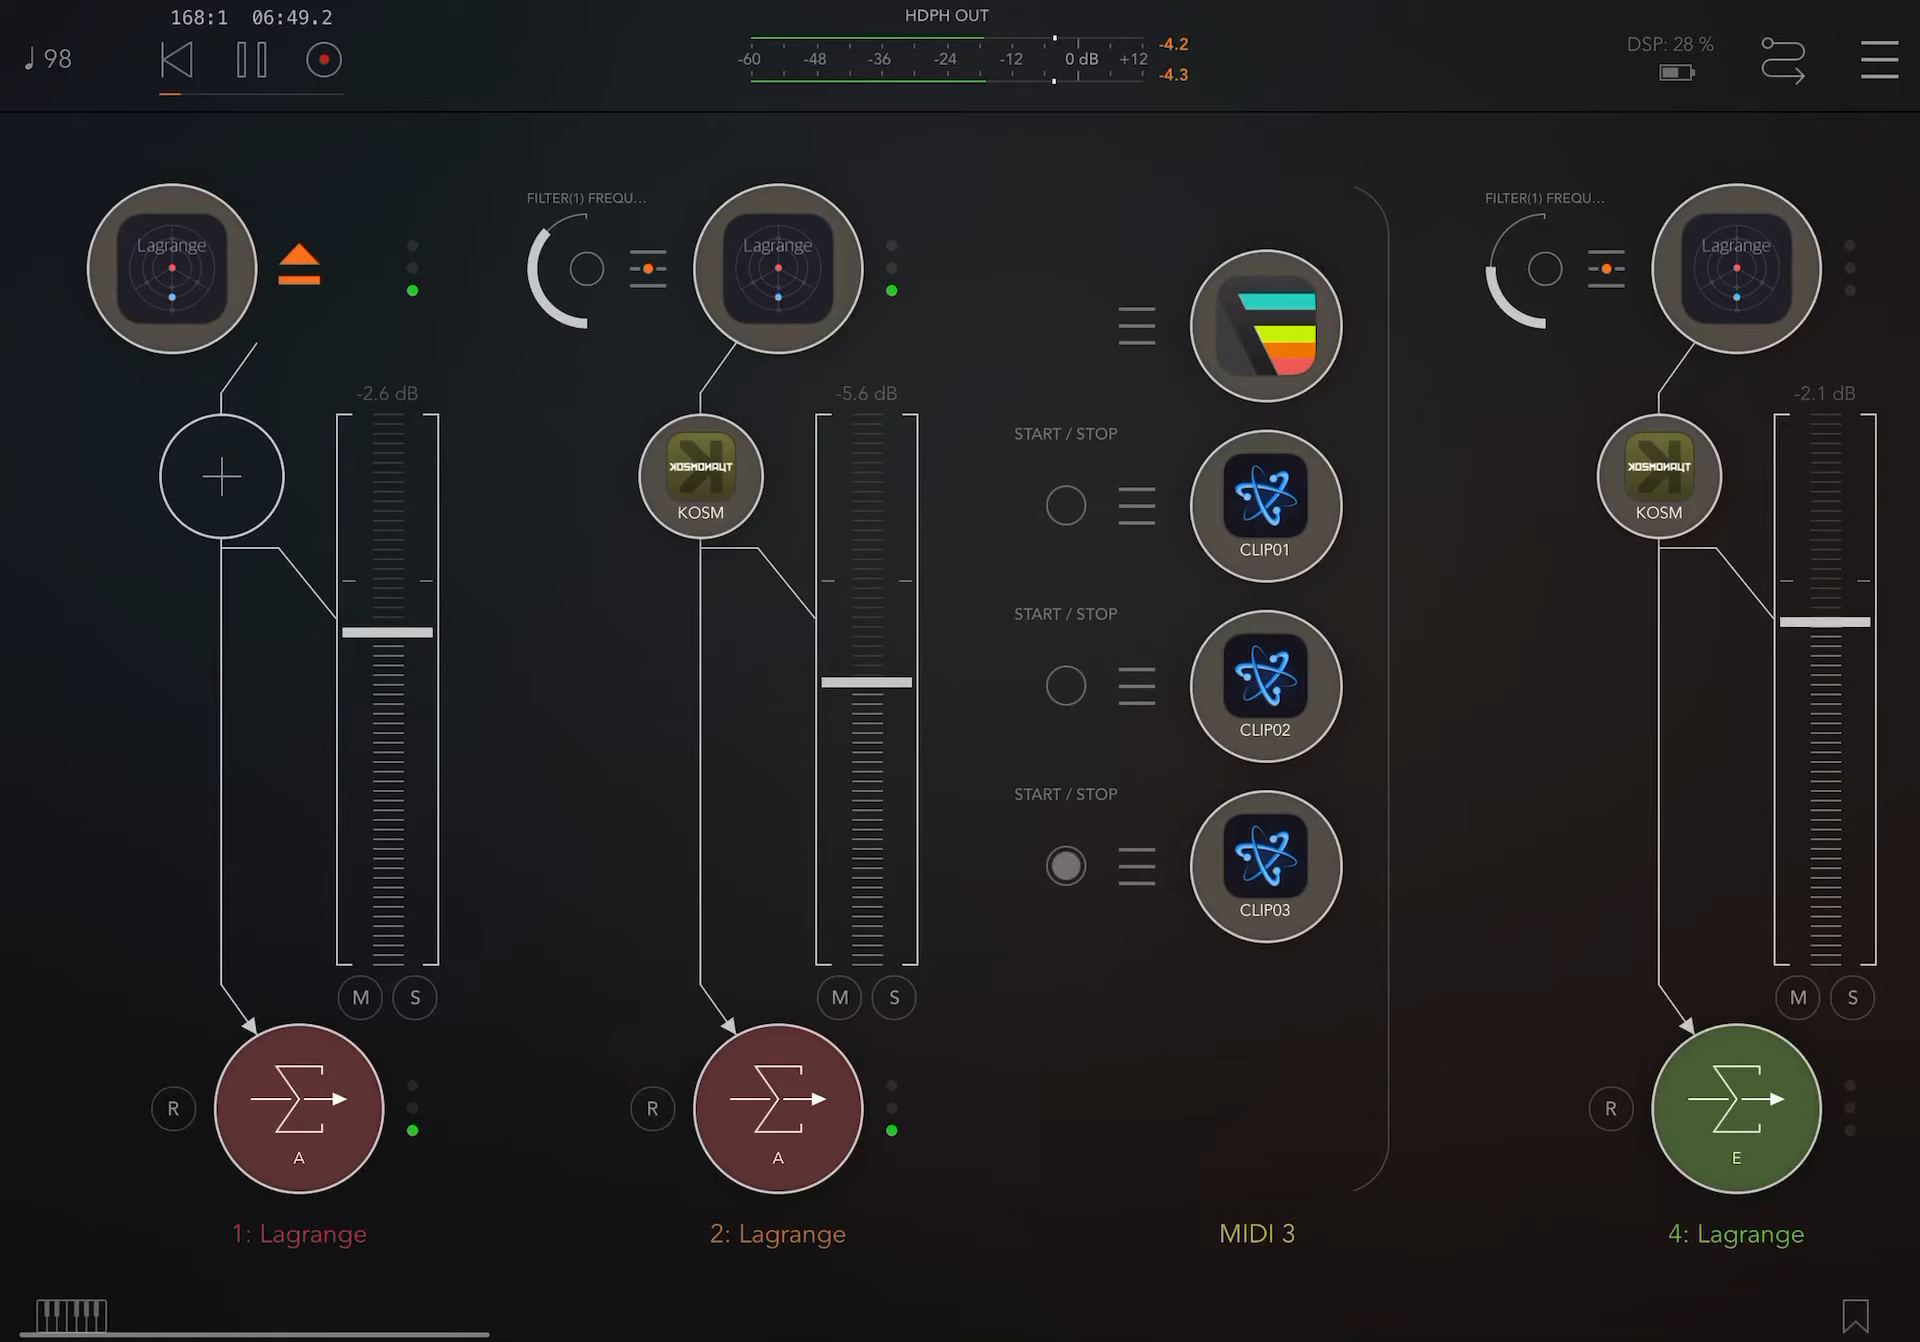 168:1 06:49.2
HDPH OUT
98
-60 -48 -36 -24 -12 0 dB +12
-4.2
-4.3
DSP: 28 %
Lagrange
FILTER(1) FREQU...
Lagrange
FILTER(1) FREQU...
Lagrange
-2.6 dB
-5.6 dB
-2.1 dB
KOSMONAUT
KOSM
START / STOP
CLIP01
START / STOP
CLIP02
START / STOP
CLIP03
KOSMONAUT
KOSM
M S
M S
M S
R
A
R
A
R
E
1: Lagrange
2: Lagrange
MIDI 3
4: Lagrange